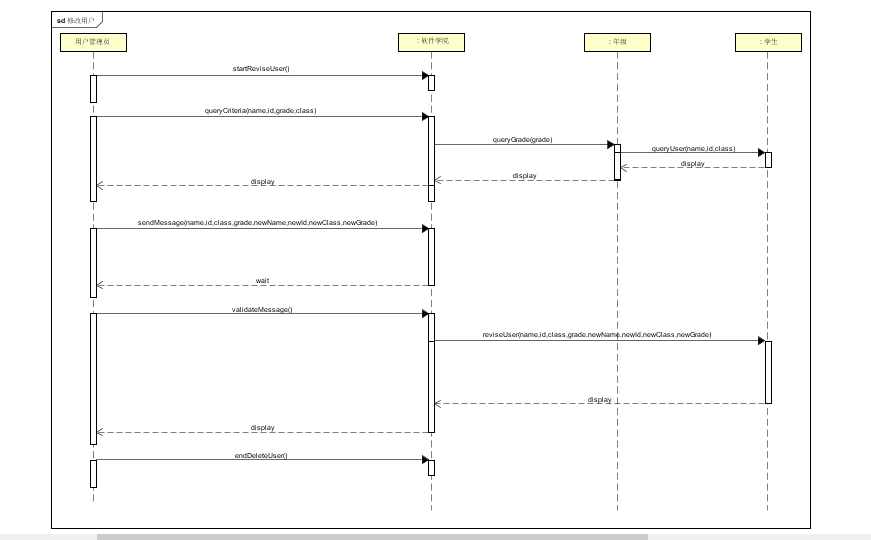 sd 修改用户
用户管理员
: 软件学院
: 年级
: 学生
startReviseUser()
queryCriteria(name,id,grade,class)
queryGrade(grade)
queryUser(name,id,class)
display
display
display
sendMessage(name,id,class,grade,newName,newId,newClass,newGrade)
wait
validateMessage()
reviseUser(name,id,class,grade,newName,newId,newClass,newGrade)
display
display
endDeleteUser()